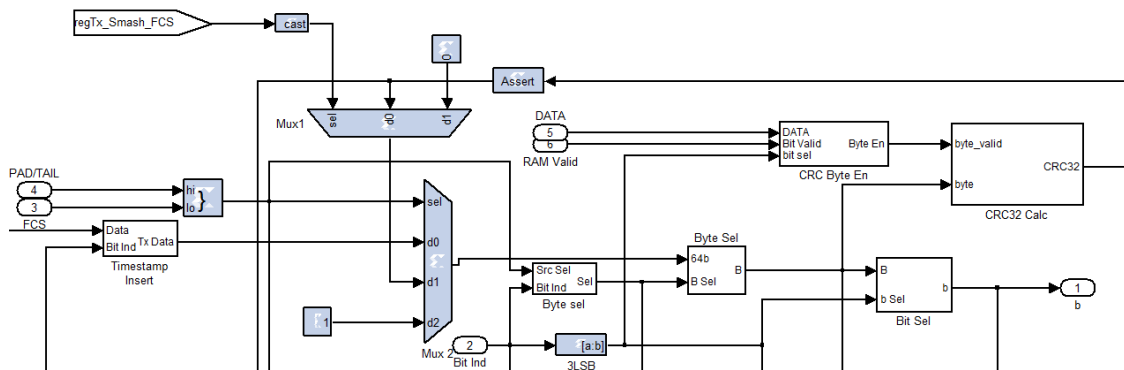 regTx_Smash_FCS
cast
0
Assert
Mux1
sel
d0
d1
DATA
5
6
RAM Valid
DATA
Bit Valid
bit sel
Byte En
CRC Byte En
byte_valid
byte
CRC32
CRC32 Calc
PAD/TAIL
4
3
FCS
hi
lo
}
Data
Bit Ind
Tx Data
Timestamp
Insert
sel
d0
d1
d2
Mux 2
1
Src Sel
Bit Ind
Sel
Byte sel
Byte Sel
64b
B Sel
B
B
b Sel
b
Bit Sel
1
b
2
Bit Ind
[a:b]
3LSB